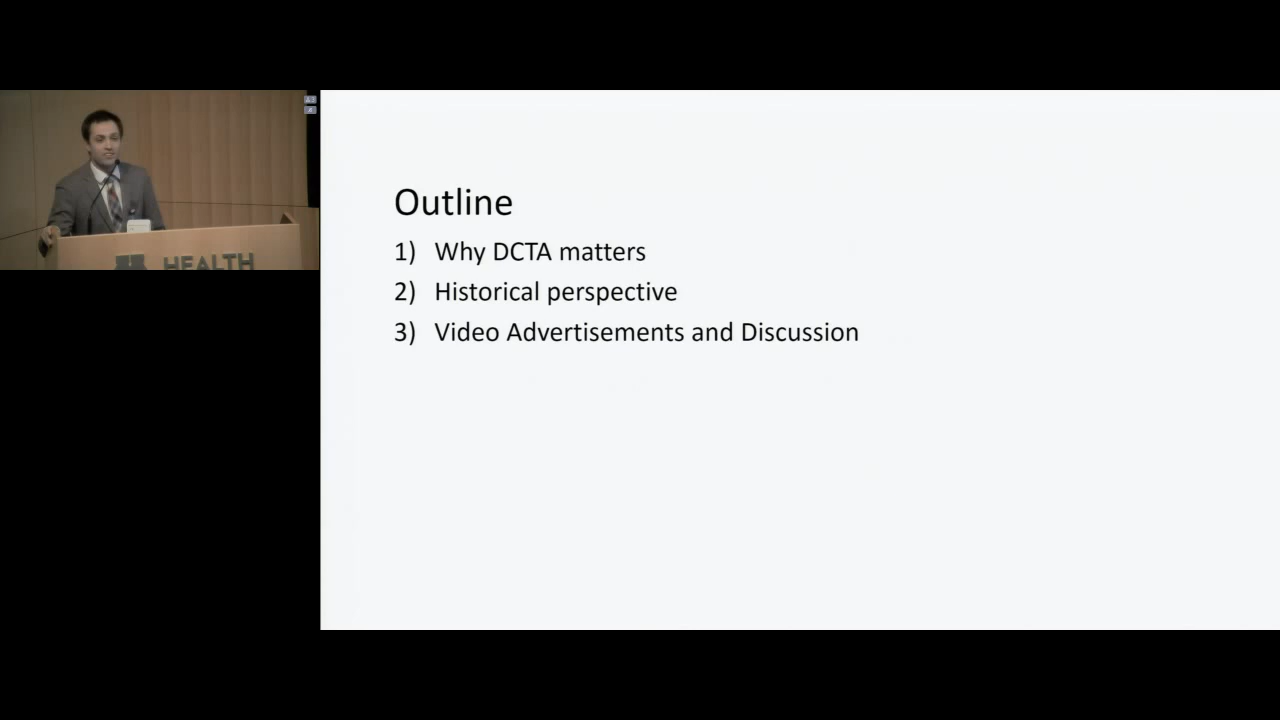 HEALTH
Outline
1) Why DCTA matters
2) Historical perspective
3) Video Advertisements and Discussion